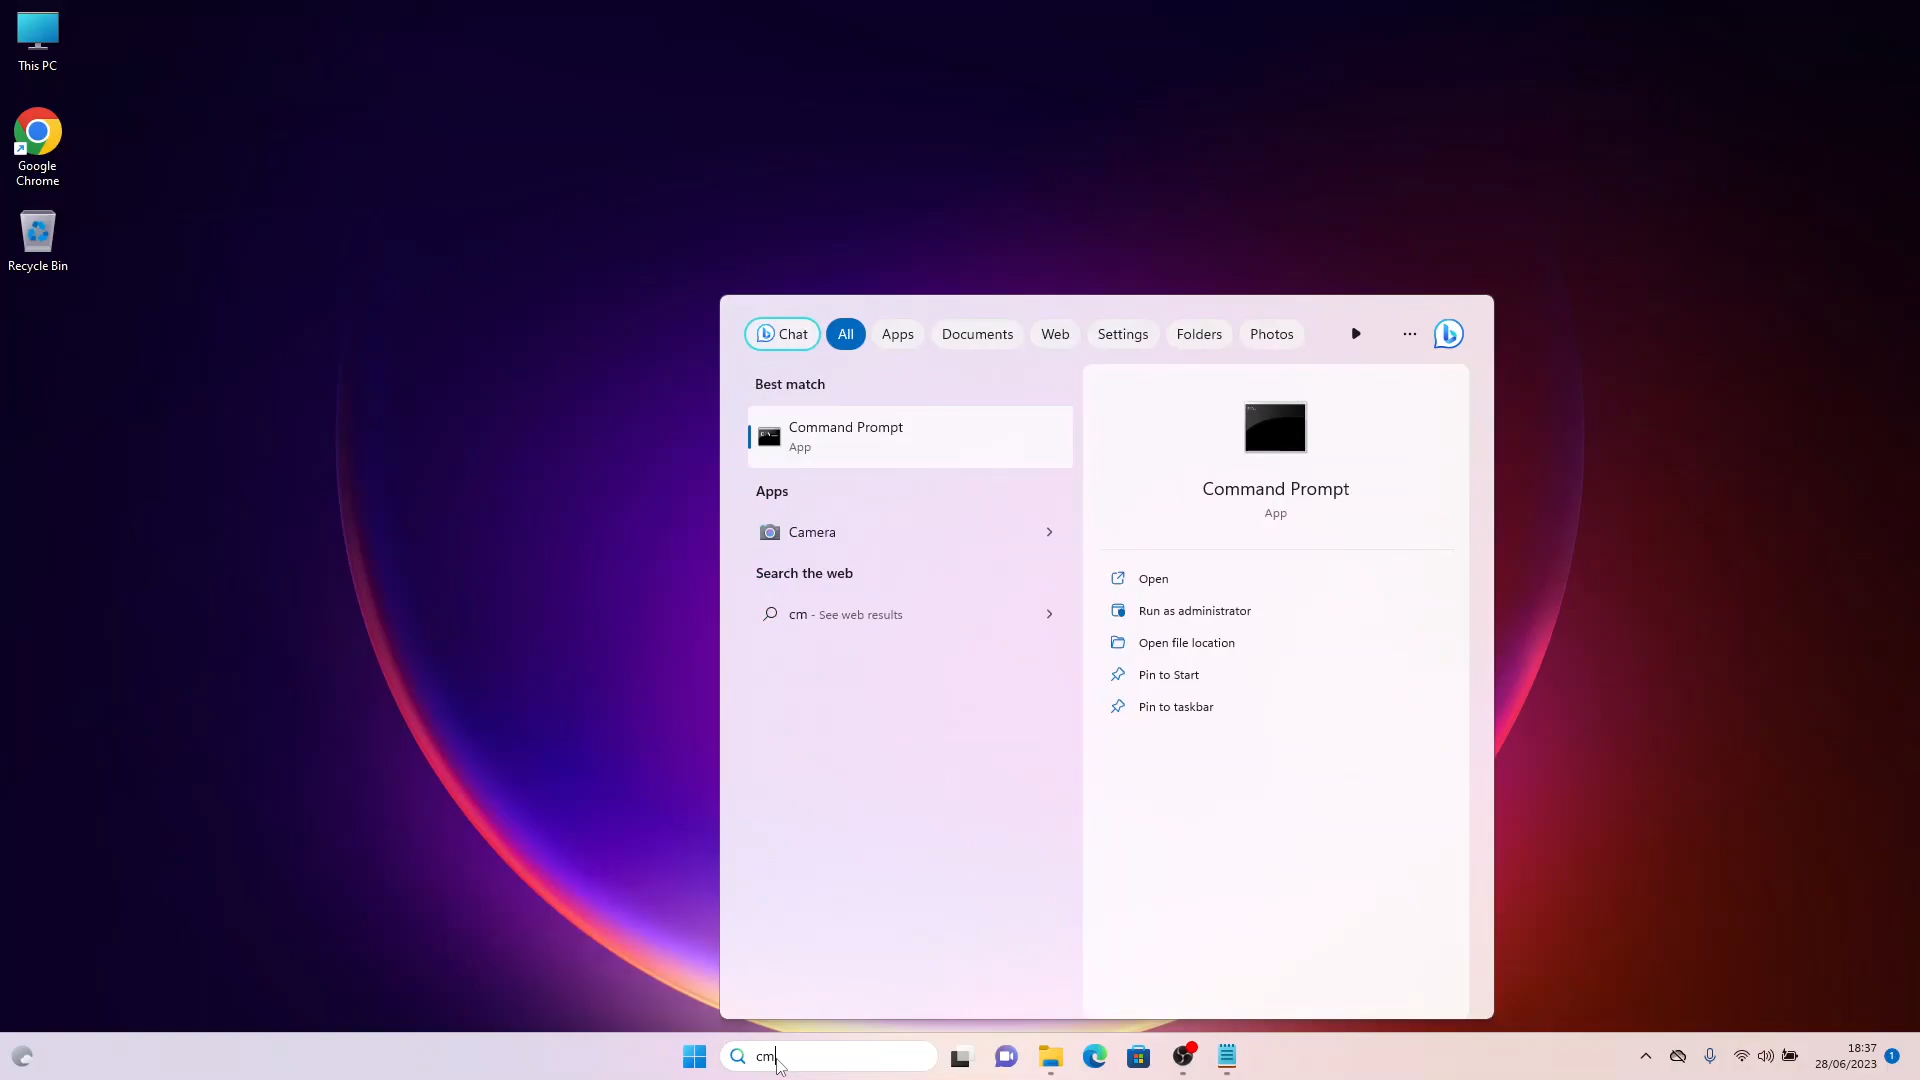 This PC
Google
Chrome
Recycle Bin
Chat
All
Apps
Documents
Web
Settings
Folders
Photos
Best match
Command Prompt
App
Apps
Camera
Search the web
cm - See web results
Command Prompt
App
Open
Run as administrator
Open file location
Pin to Start
Pin to taskbar
cm
18:37
28/06/2023
1